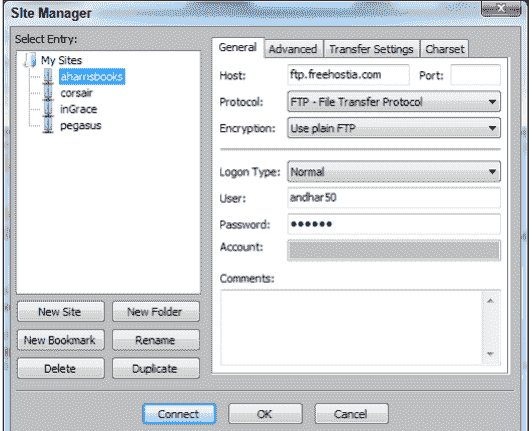 Site Manager
Select Entry:
My Sites
aharnsbooks
corsair
inGrace
pegasus
New Site
New Folder
New Bookmark
Rename
Delete
Duplicate
General
Advanced
Transfer Settings
Charset
Host:
ftp.freehostia.com
Port:
Protocol:
FTP - File Transfer Protocol
Encryption:
Use plain FTP
Logon Type:
Normal
User:
andhar50
Password:
••••••
Account:
Comments:
Connect
OK
Cancel